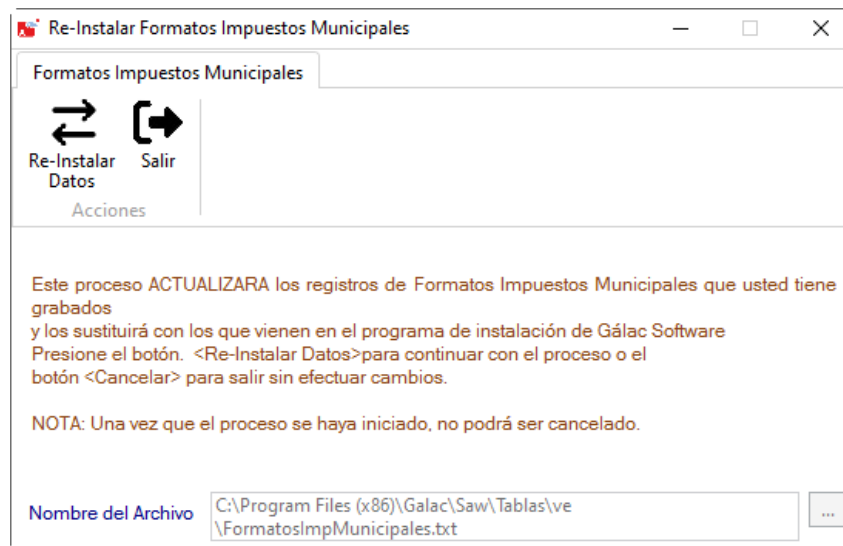 Re-Instalar Formatos Impuestos Municipales
Formatos Impuestos Municipales
Re-Instalar
Datos
Salir
Acciones
Este proceso ACTUALIZARA los registros de Formatos Impuestos Municipales que usted tiene
grabados
y los sustituirá con los que vienen en el programa de instalación de Gálac Software
Presione el botón.  <Re-Instalar Datos>para continuar con el proceso o el
botón <Cancelar> para salir sin efectuar cambios.
NOTA: Una vez que el proceso se haya iniciado, no podrá ser cancelado.
Nombre del Archivo
C:\Program Files (x86)\Galac\Saw\Tablas\ve
\FormatosImpMunicipales.txt
...